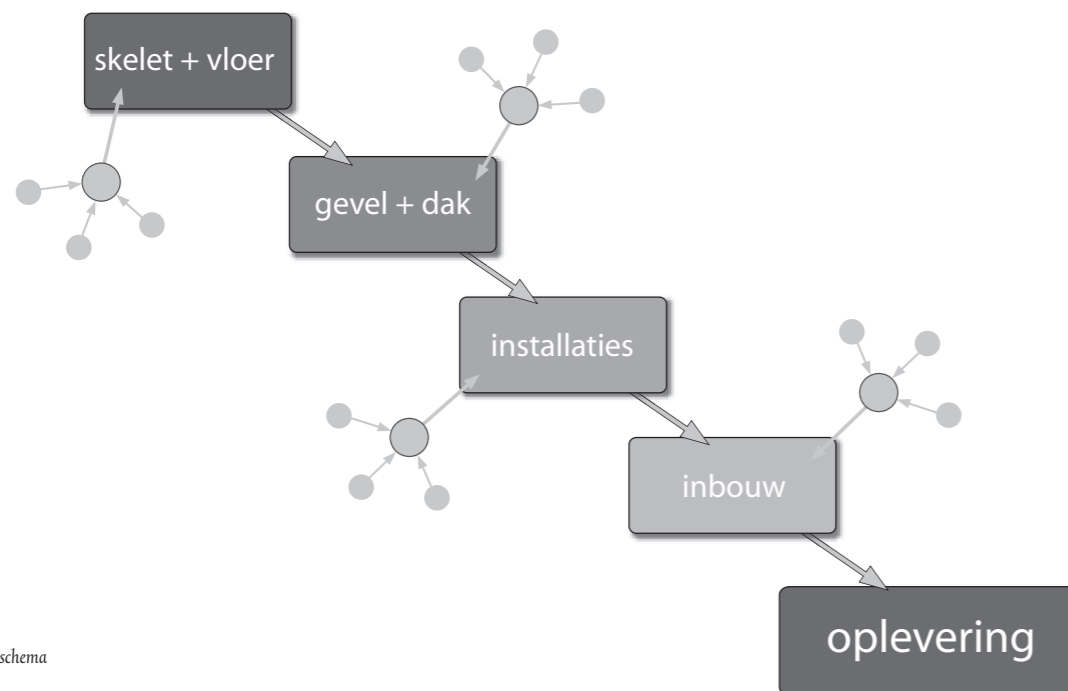 skelet + vloer
gevel + dak
installaties
inbouw
oplevering
schema